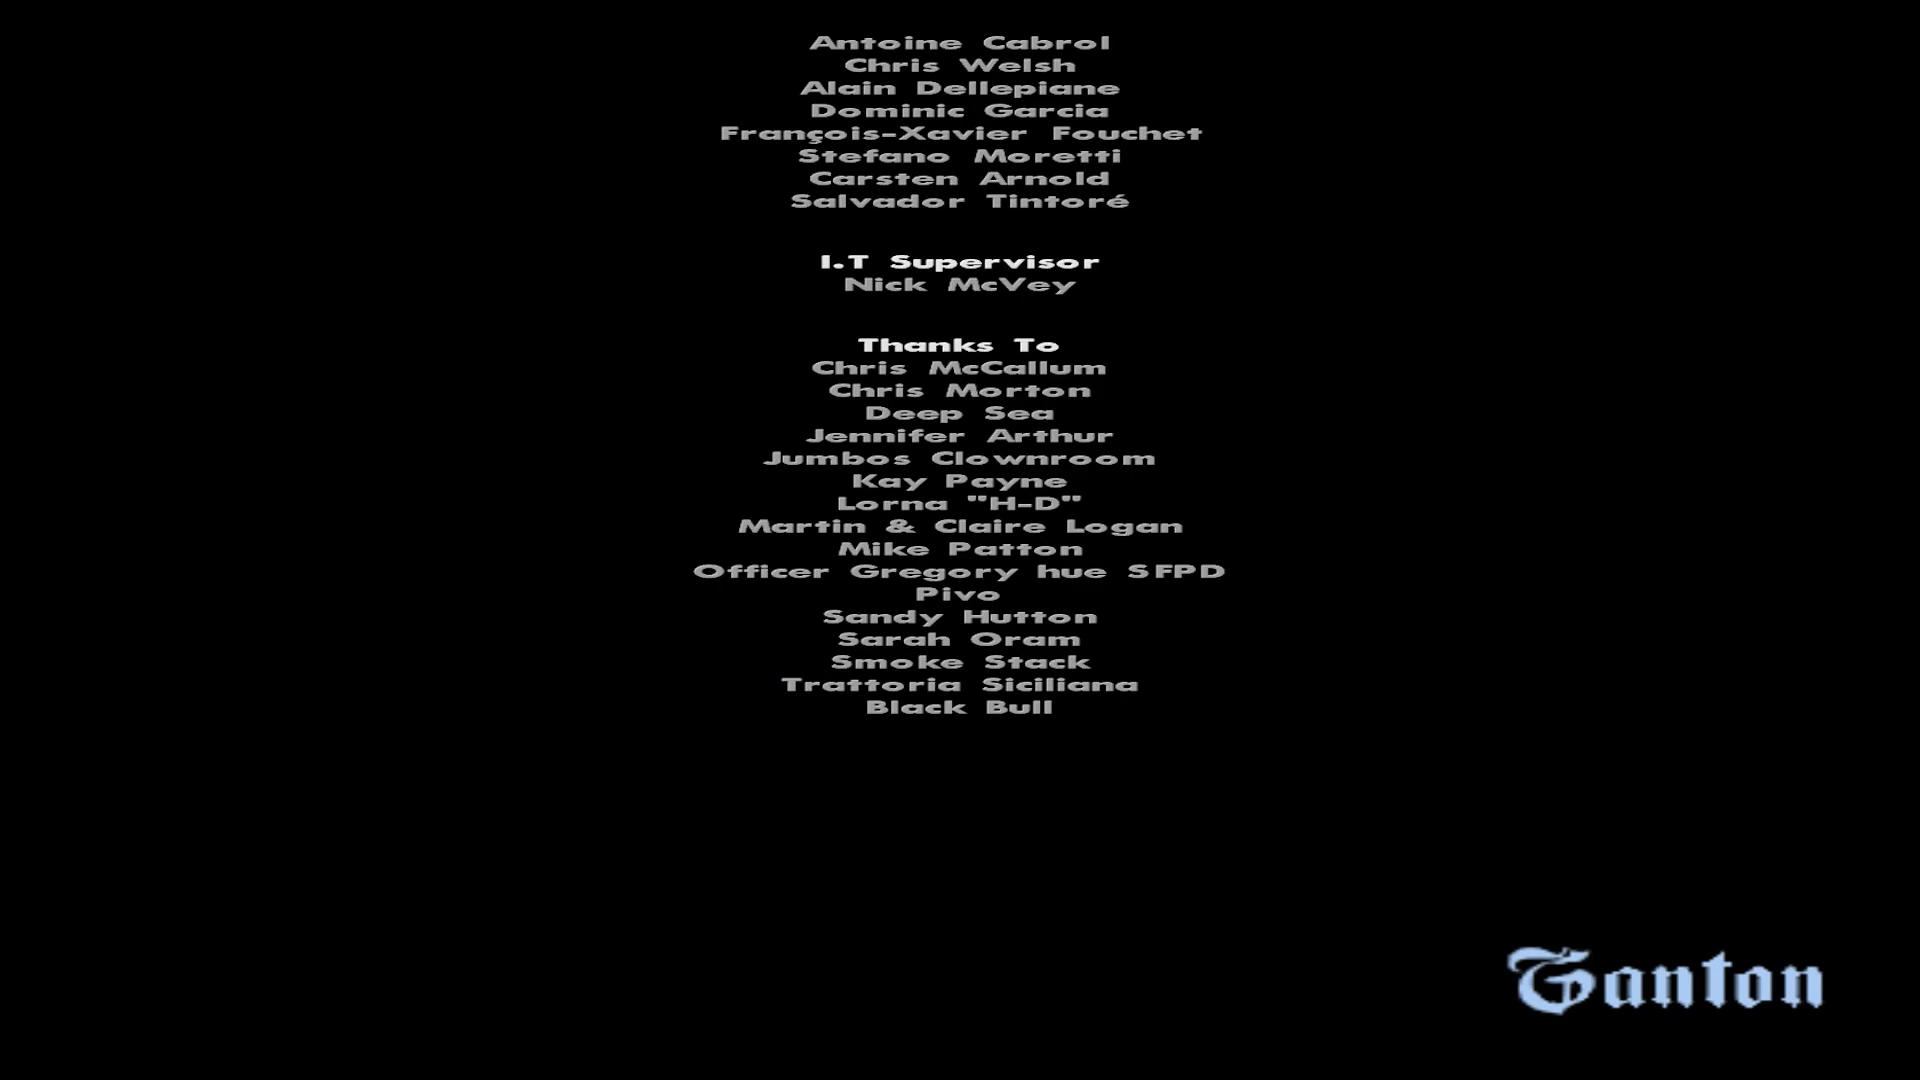 Antoine Cabrol
Chris Welsh
Alain Dellepiane
Dominic Garcia
François-Xavier Fouchet
Stefano Moretti
Carsten Arnold
Salvador Tintoré
I.T Supervisor
Nick McVey
Thanks To
Chris McCallum
Chris Morton
Deep Sea
Jennifer Arthur
Jumbos Clownroom
Kay Payne
Lorna "H-D"
Martin & Claire Logan
Mike Patton
Officer Gregory hue SFPD
Pivo
Sandy Hutton
Sarah Oram
Smoke Stack
Trattoria Siciliana
Black Bull
Ganton